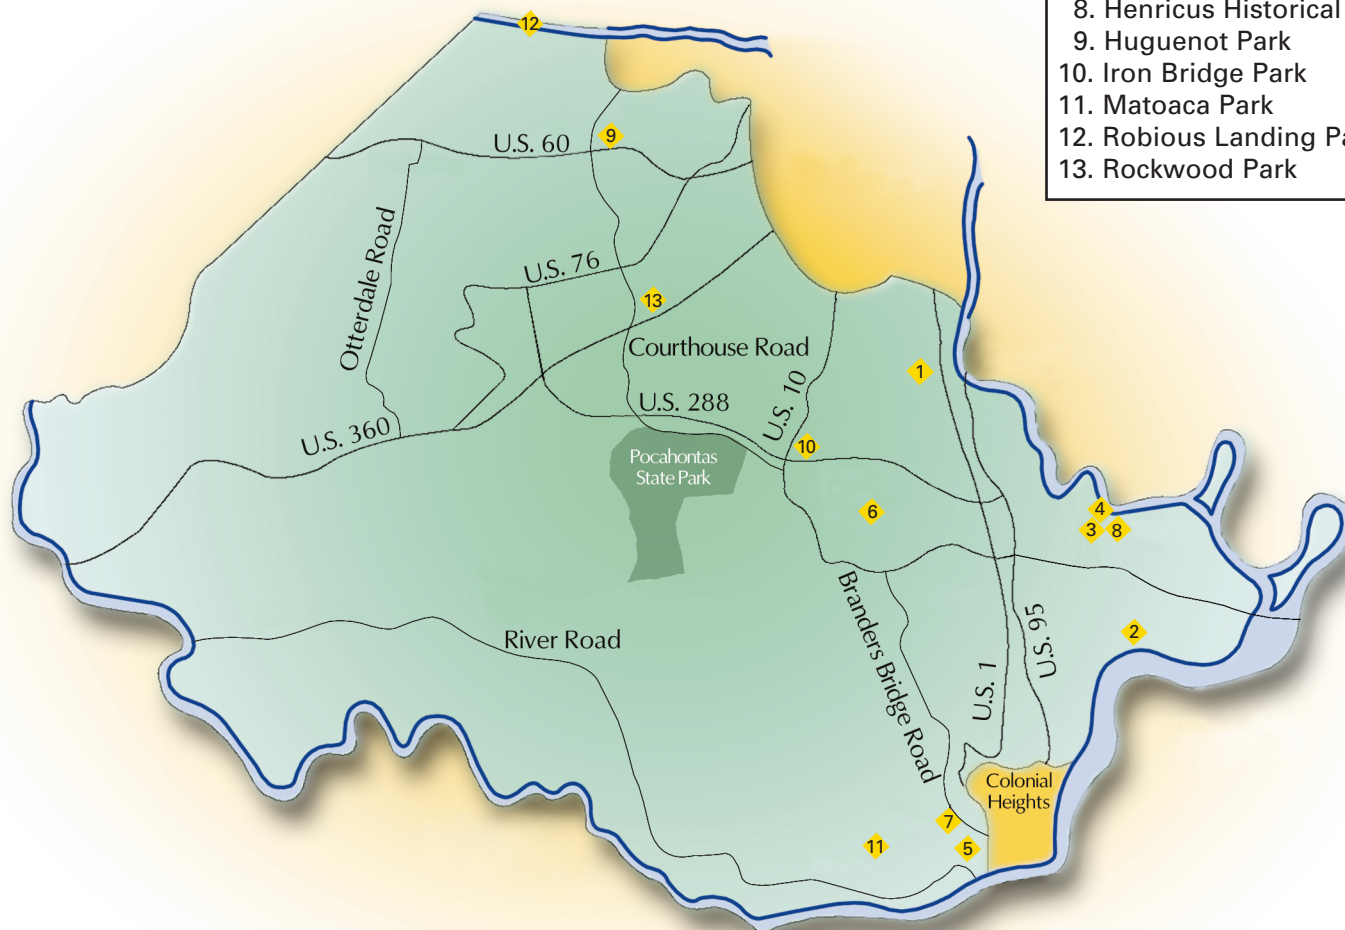 8. Henricus Historical
9. Huguenot Park
10. Iron Bridge Park
11. Matoaca Park
12. Robious Landing
13. Rockwood Park
12
9
U.S. 60
Otterdale Road
U.S. 76
13
Courthouse Road
1
U.S. 10
U.S. 288
U.S. 360
10
Pocahontas
State Park
6
4
3
8
Branders Bridge Road
U.S. 95
2
River Road
U.S. 1
Colonial
Heights
7
11
5